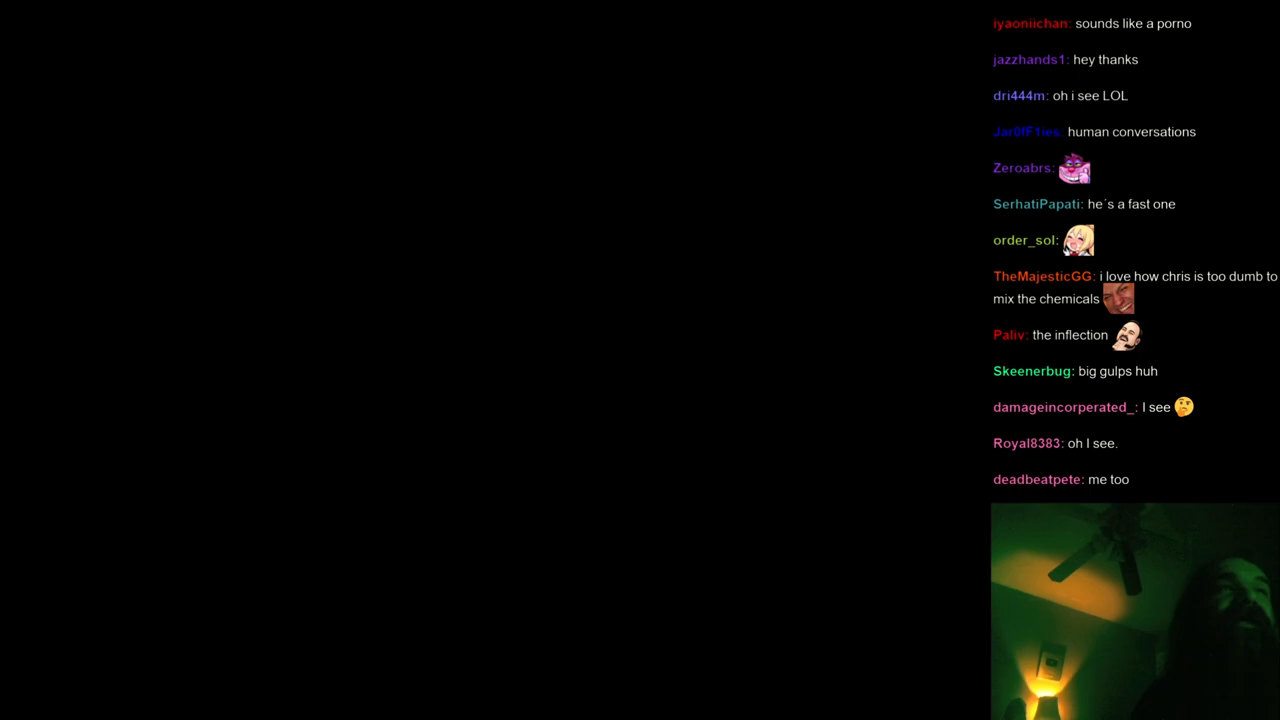 iyaoniichan: sounds like a porno
jazzhands1: hey thanks
dri444m: oh i see LOL
Jar0fF1ies: human conversations
Zeroabrs:
SerhatiPapati: he´s a fast one
order_sol:
TheMajesticGG: i love how chris is too dumb to
mix the chemicals
Paliv: the inflection
Skeenerbug: big gulps huh
damageincorperated_: I see 🤔
Royal8383: oh I see.
deadbeatpete: me too